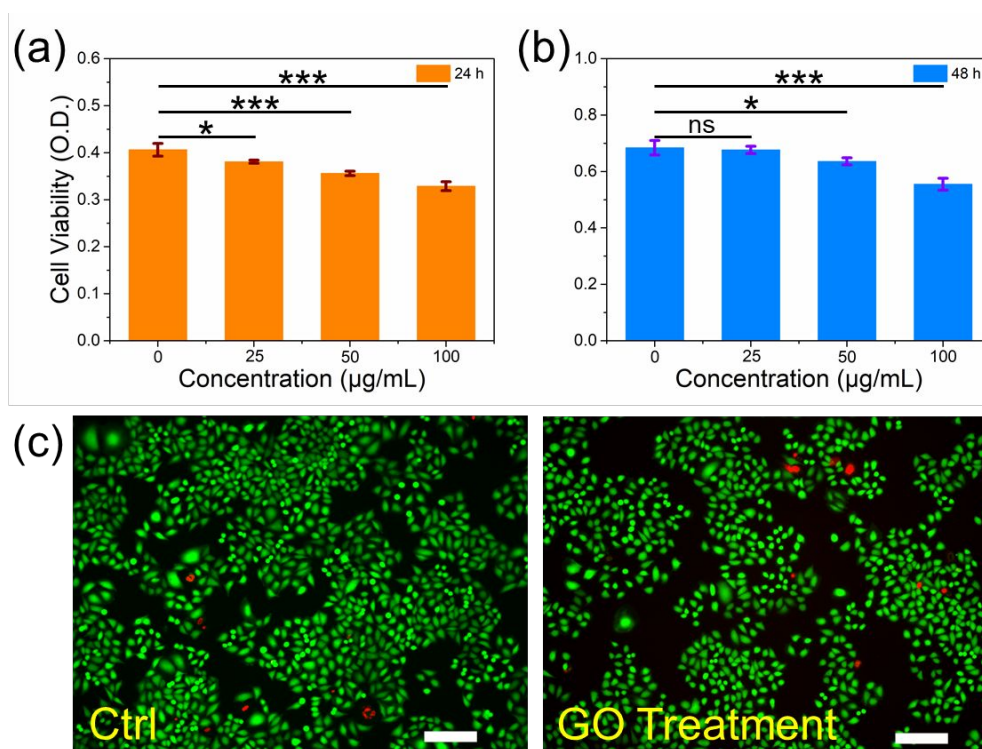 (a)
0.6
0.5
0.4
0.3
0.2
0.1
0.0
Cell Viability (O.D.)
24 h
***
***
*
0 25 50 100
Concentration (µg/mL)
(b)
1.0
0.8
0.6
0.4
0.2
0.0
48 h
***
*
ns
0 25 50 100
Concentration (µg/mL)
(c)
Ctrl
GO Treatment